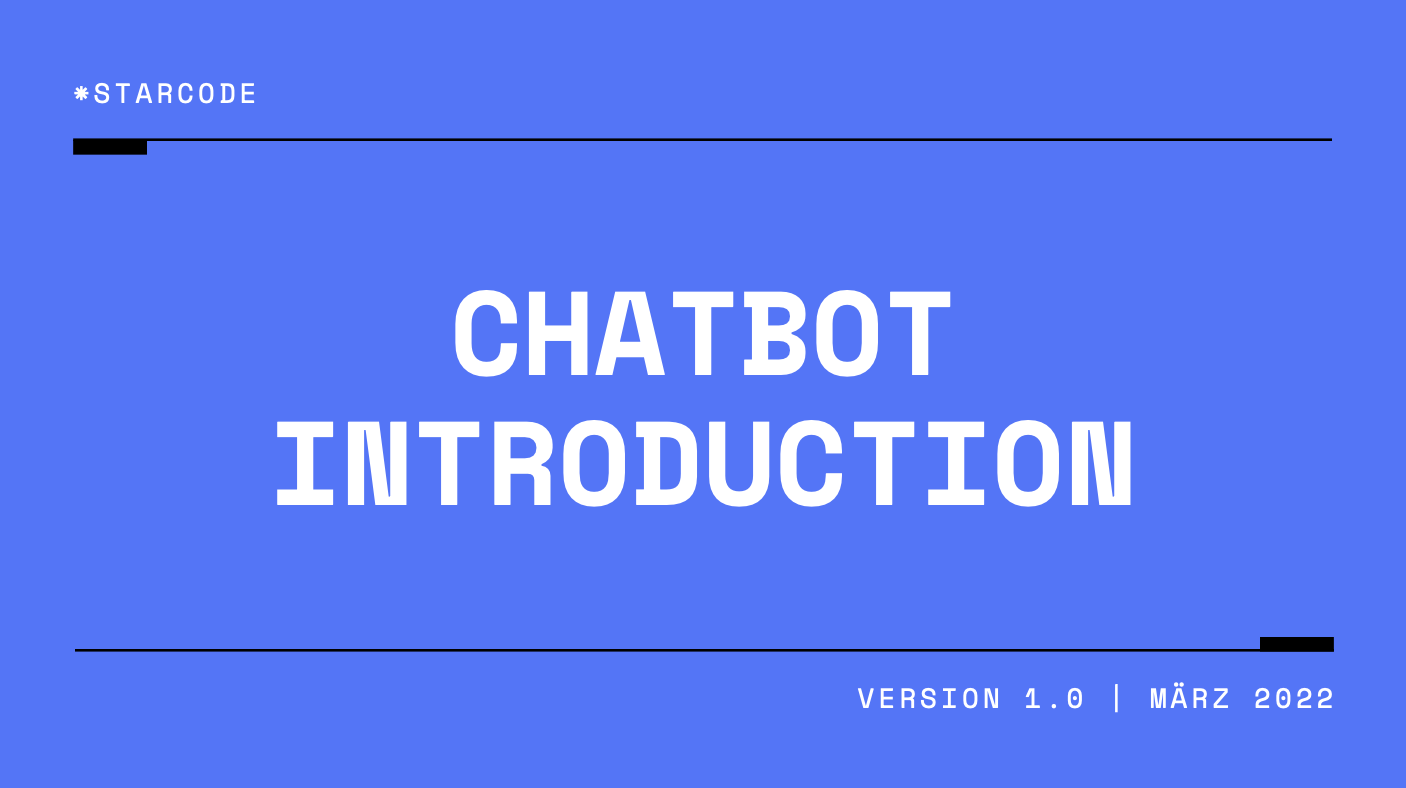 *STARCODE
CHATBOT
INTRODUCTION
VERSION 1.0 | MÄRZ 2022